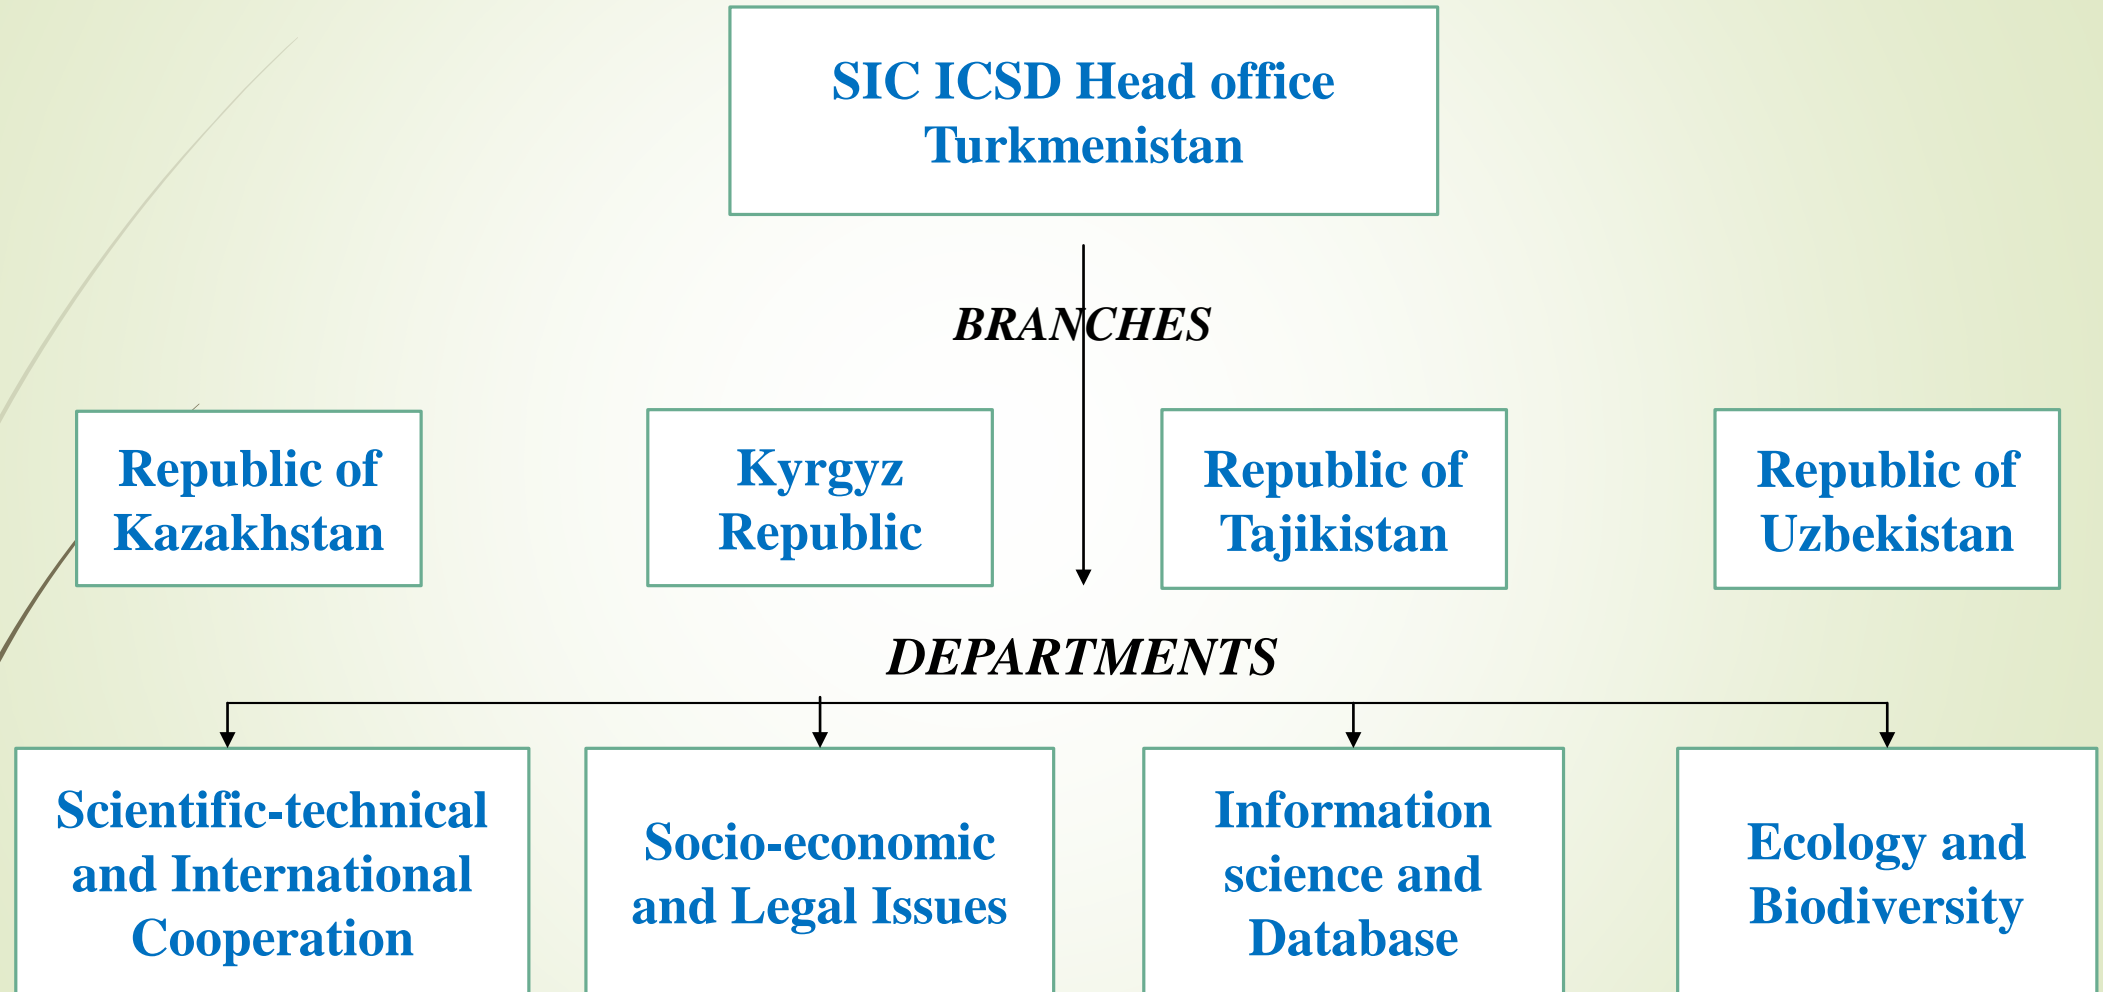 SIC ICSD Head office
Turkmenistan
BRANCHES
Republic of
Kazakhstan
Kyrgyz
Republic
Republic of
Tajikistan
Republic of
Uzbekistan
DEPARTMENTS
Scientific-technical
and International
Cooperation
Socio-economic
and Legal Issues
Information
science and
Database
Ecology and
Biodiversity